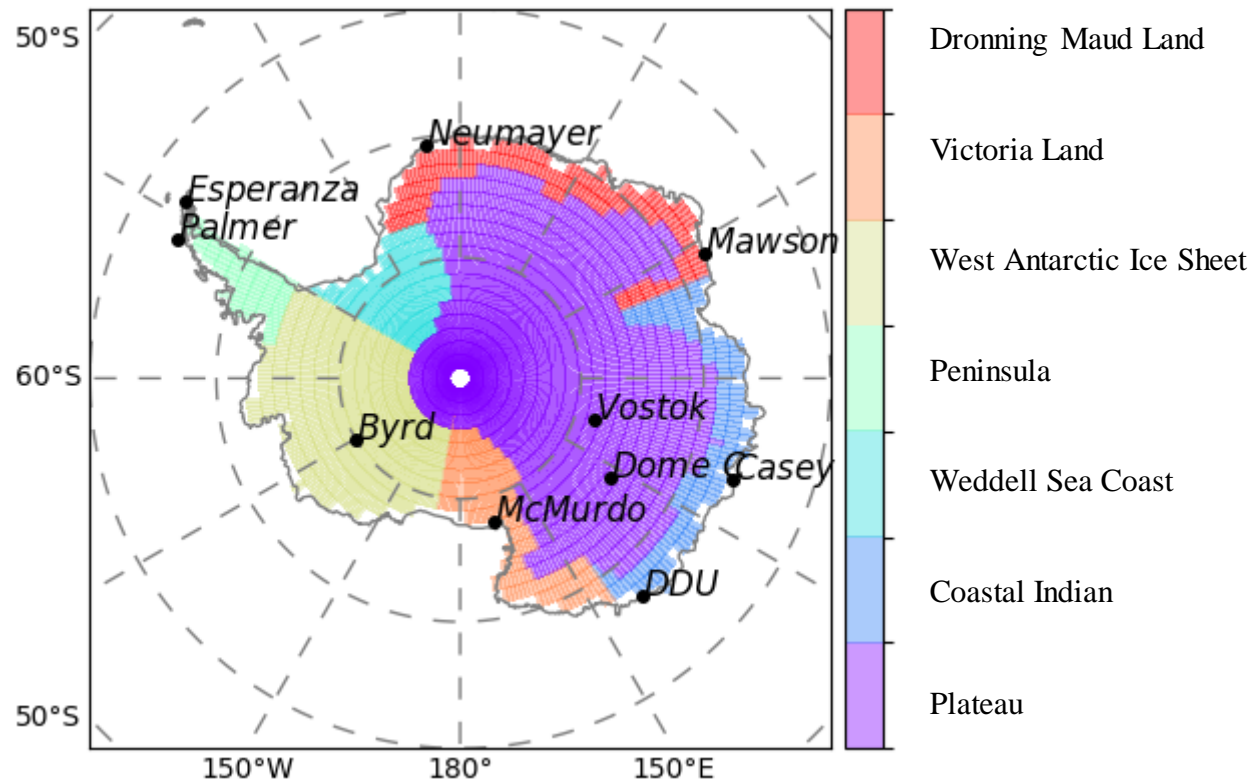 50°S
60°S
50°S
150°W
180°
150°E
Neumayer
Esperanza
Palmer
Mawson
Vostok
Byrd
Dome C
Casey
McMurdo
DDU
Dronning Maud Land
Victoria Land
West Antarctic Ice Sheet
Peninsula
Weddell Sea Coast
Coastal Indian
Plateau